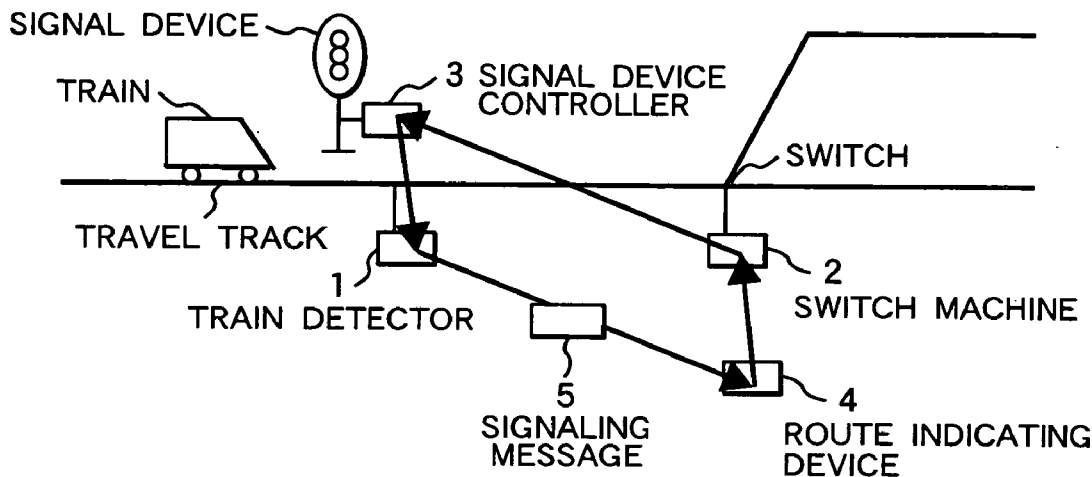 SIGNAL DEVICE
3 SIGNAL DEVICE
CONTROLLER
TRAIN
SWITCH
TRAVEL TRACK
1
TRAIN DETECTOR
2
SWITCH MACHINE
5
SIGNALING
MESSAGE
4
ROUTE INDICATING
DEVICE